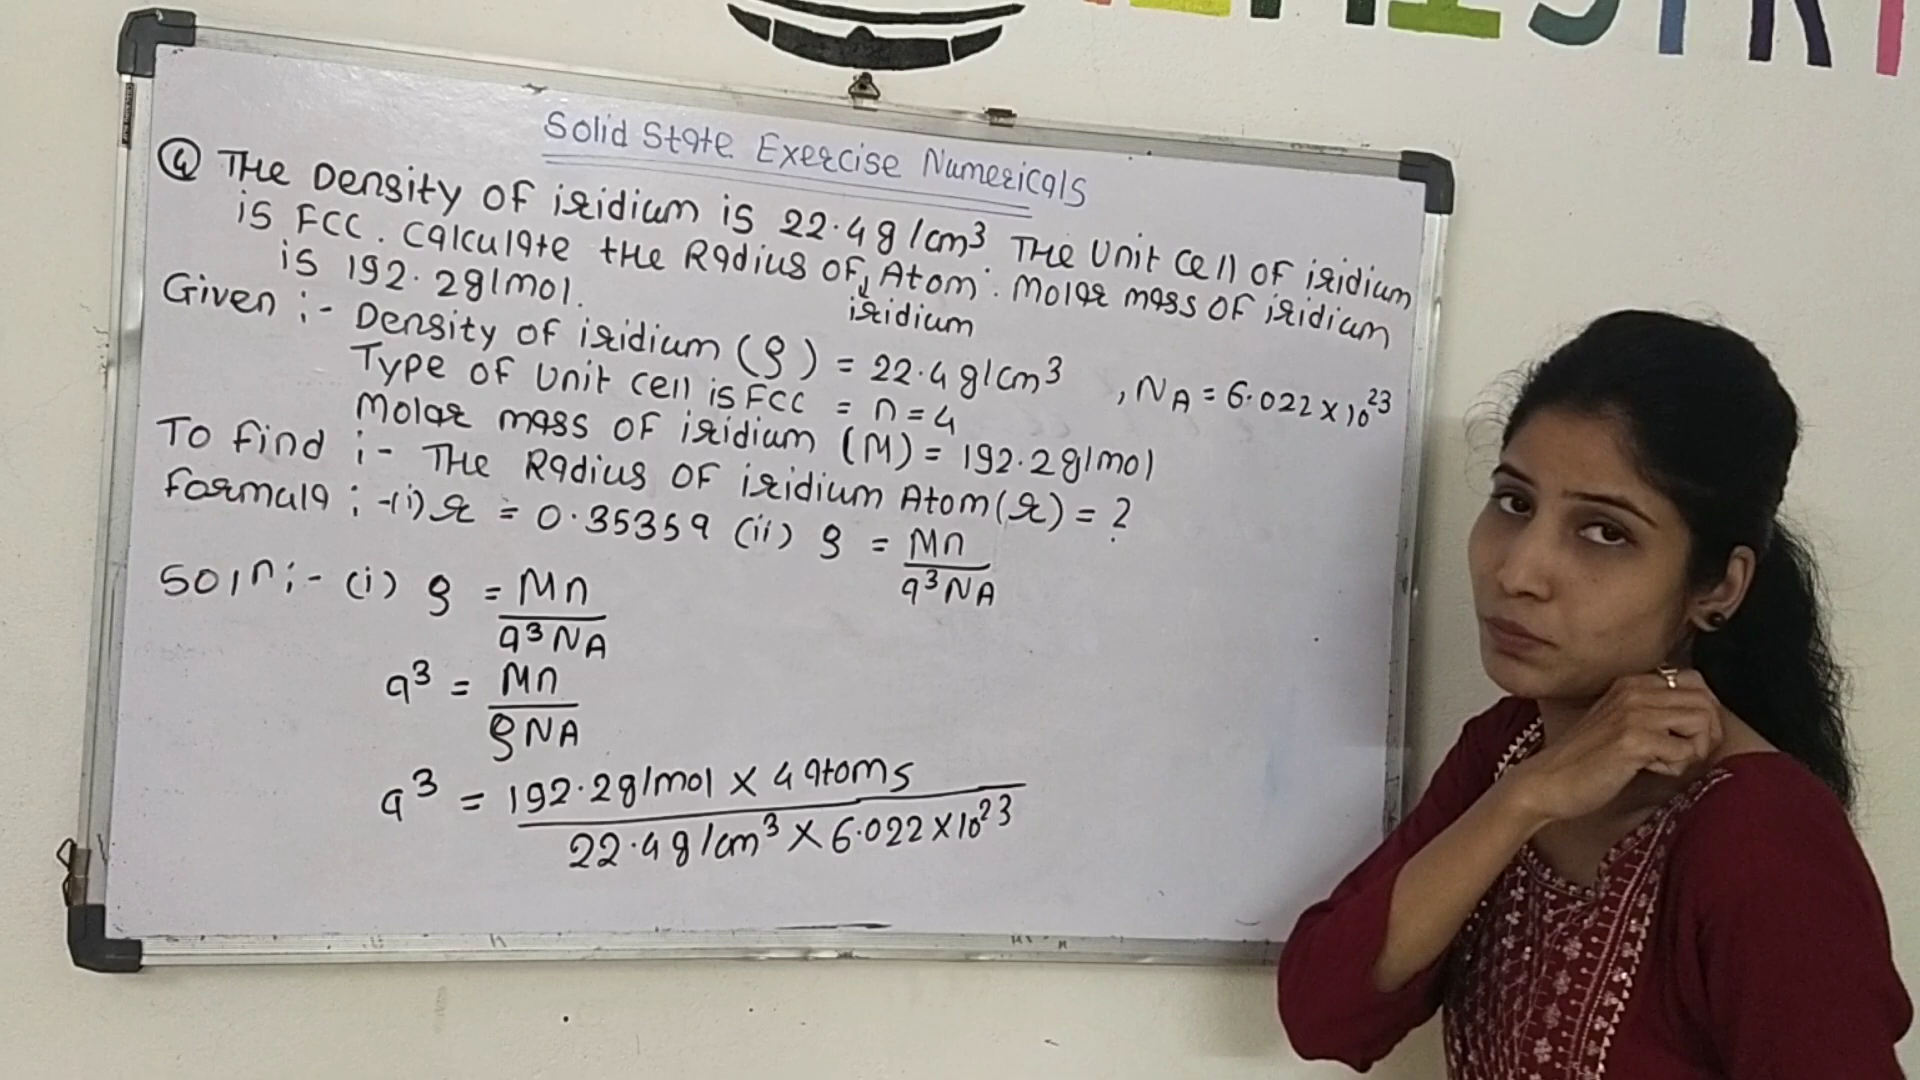 Solid State Exercise Numericals
④ THe Density OF iridium is 22.4 g/cm³ THe Unit cell OF iridium
is FCC. Calculate tHe Radius OF↓ Atom. Molar mass OF iridium
iridium
is 192.2g/mol.
Given :- Density OF iridium (ρ) = 22.4 g/cm³ , NA = 6.022 x 10²³
Type OF Unit cell is FCC = n = 4
Molar mass OF iridium (M) = 192.2g/mol
To Find :- THe Radius OF iridium Atom (r) = ?
Formula :- (i) r = 0.3535a (ii) ρ = Mn / a³NA
Solⁿ :- (i) ρ = Mn / a³NA
a³ = Mn / ρNA
a³ = 192.2g/mol x 4 atoms / 22.4 g/cm³ x 6.022 x 10²³